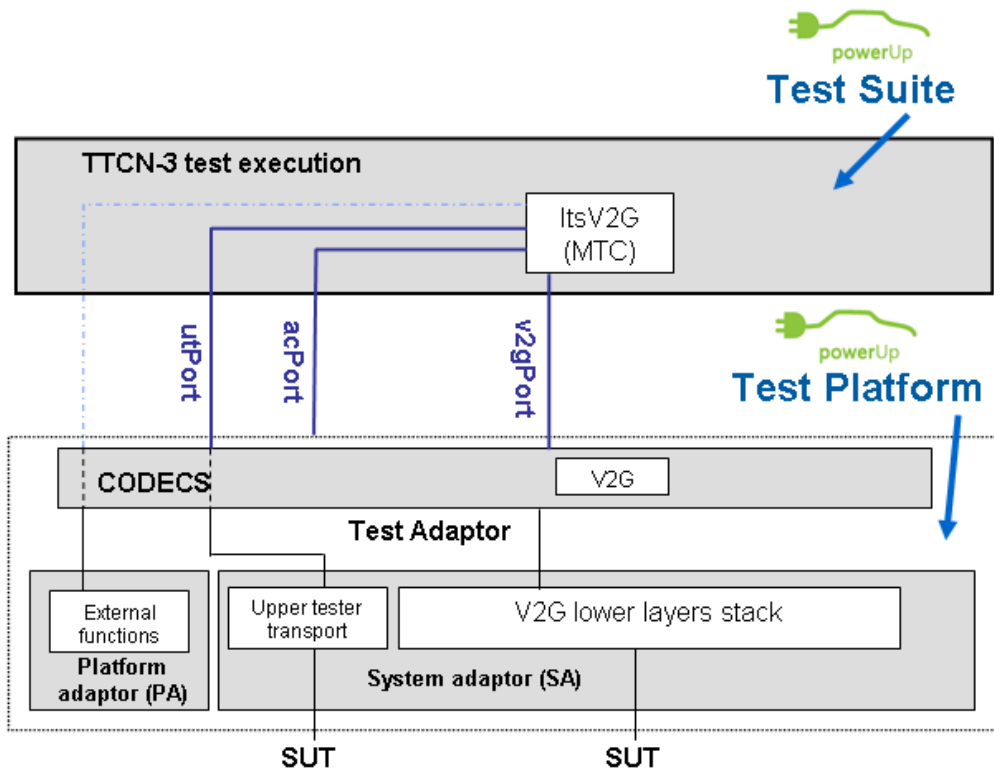 powerUp
Test Suite
TTCN-3 test execution
ItsV2G
(MTC)
utPort
acPort
v2gPort
powerUp
Test Platform
CODECS
V2G
Test Adaptor
External
functions
Platform
adaptor (PA)
Upper tester
transport
V2G lower layers stack
System adaptor (SA)
SUT
SUT